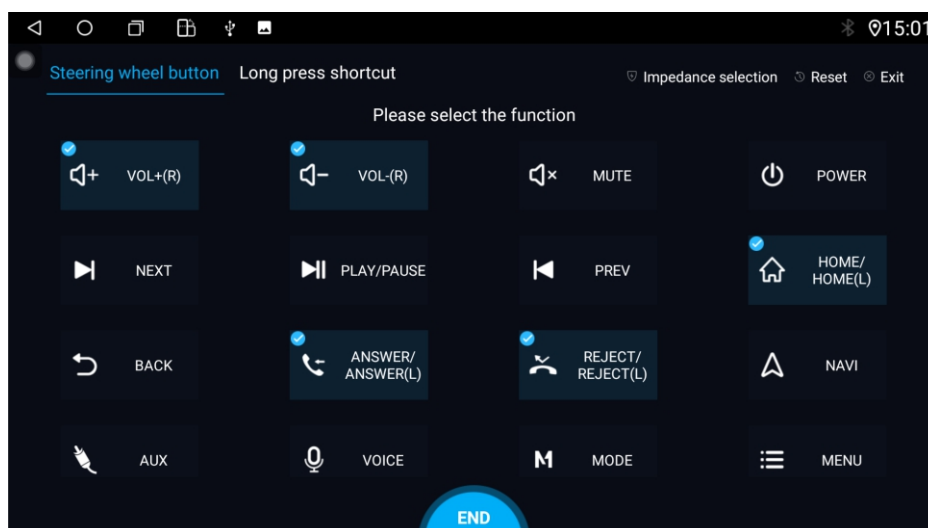 15:01
Steering wheel button
Long press shortcut
Impedance selection
Reset
Exit
Please select the function
VOL+(R)
VOL-(R)
MUTE
POWER
NEXT
PLAY/PAUSE
PREV
HOME/
HOME(L)
BACK
ANSWER/
ANSWER(L)
REJECT/
REJECT(L)
NAVI
AUX
VOICE
MODE
MENU
END